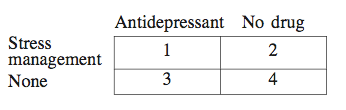 Antidepressant No drug
Stress
management 1 2
None 3 4